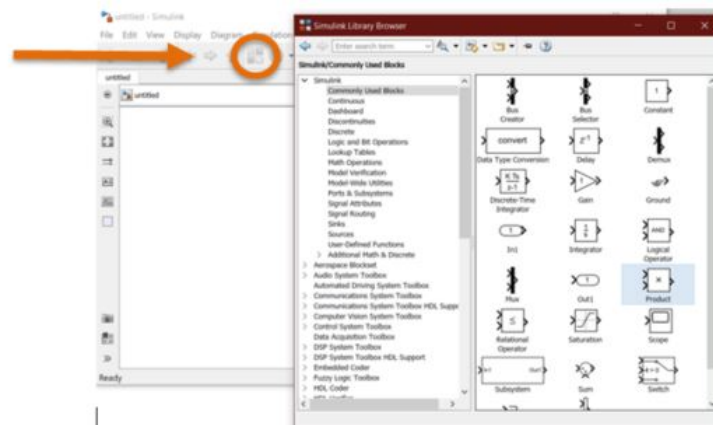 untitled - Simulink
File Edit View Display Diagram
untitled
untitled
Ready
Simulink Library Browser
Enter search term
Simulink/Commonly Used Blocks
Simulink
Commonly Used Blocks
Continuous
Dashboard
Discontinuities
Discrete
Logic and Bit Operations
Lookup Tables
Math Operations
Model Verification
Model-Wide Utilities
Ports & Subsystems
Signal Attributes
Signal Routing
Sinks
Sources
User-Defined Functions
Additional Math & Discrete
Aerospace Blockset
Audio System Toolbox
Automated Driving System Toolbox
Communications System Toolbox
Communications System Toolbox HDL Suppo
Computer Vision System Toolbox
Control System Toolbox
Data Acquisition Toolbox
DSP System Toolbox
DSP System Toolbox HDL Support
Embedded Coder
Fuzzy Logic Toolbox
HDL Coder
Bus Creator
Bus Selector
1
Constant
convert
Data Type Conversion
z-1
Delay
Demux
K Ts
z-1
Discrete-Time Integrator
1
Gain
Ground
1
In1
1
s
Integrator
AND
Logical Operator
Mux
1
Out1
×
Product
≤
Relational Operator
Saturation
Scope
In1 Out1
Subsystem
Sum
> 0
Switch